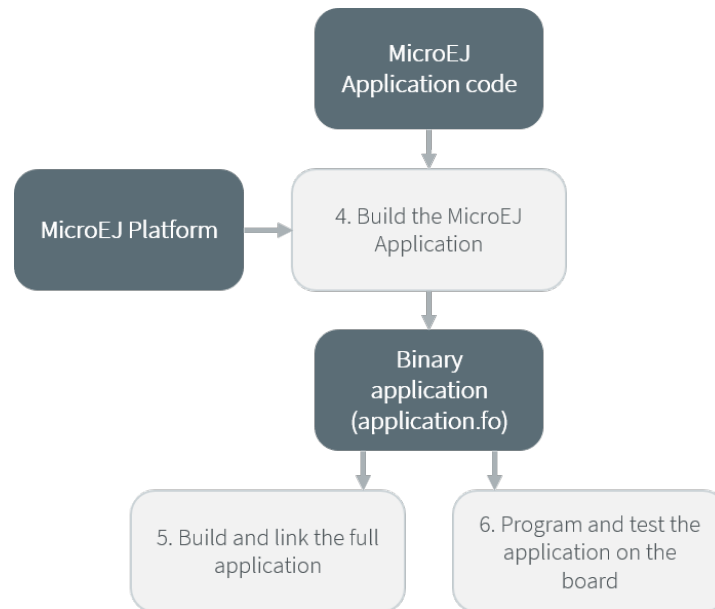 MicroEJ
Application code
MicroEJ Platform
4. Build the MicroEJ
Application
Binary
application
(application.fo)
5. Build and link the full
application
6. Program and test the
application on the
board